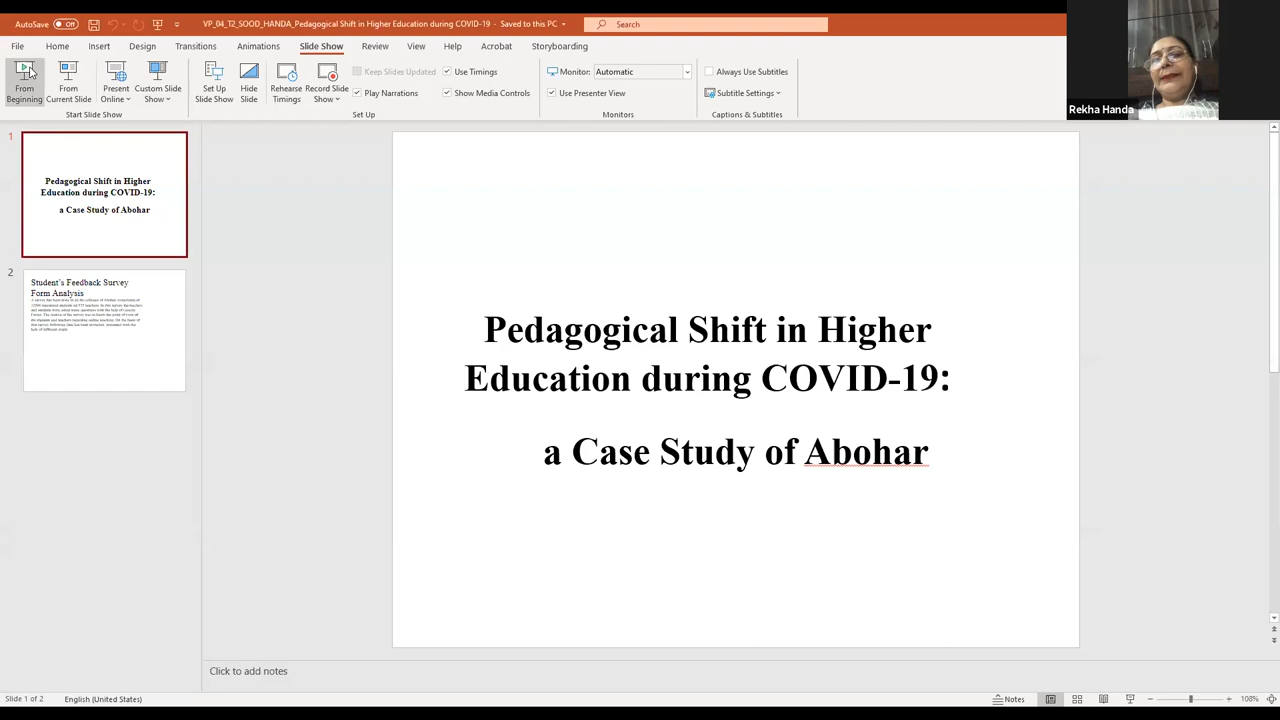 AutoSave Off VP_04_T2_SOOD_HANDA_Pedagogical Shift in Higher Education during COVID-19 - Saved to this PC Search
File Home Insert Design Transitions Animations Slide Show Review View Help Acrobat Storyboarding
From Beginning
From Current Slide
Present Online
Custom Slide Show
Set Up Slide Show
Hide Slide
Rehearse Timings
Record Slide Show
Keep Slides Updated
Play Narrations
Use Timings
Show Media Controls
Monitor: Automatic
Use Presenter View
Always Use Subtitles
Subtitle Settings
Start Slide Show Set Up Monitors Captions & Subtitles
Rekha Handa
1
Pedagogical Shift in Higher
Education during COVID-19:
a Case Study of Abohar
2
Student's Feedback Survey
Form Analysis
Pedagogical Shift in Higher
Education during COVID-19:
a Case Study of Abohar
Click to add notes
Slide 1 of 2 English (United States) Notes 108%